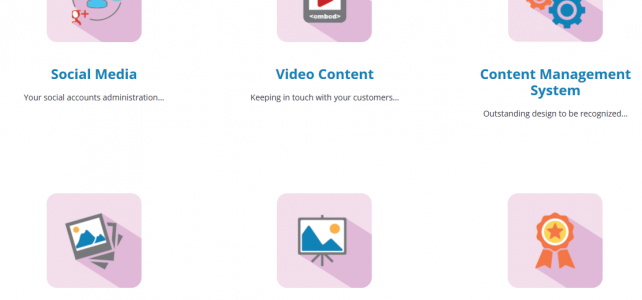 g+
<embed>
Social Media
Video Content
Content Management
System
Your social accounts administration...
Keeping in touch with your customers...
Outstanding design to be recognized...